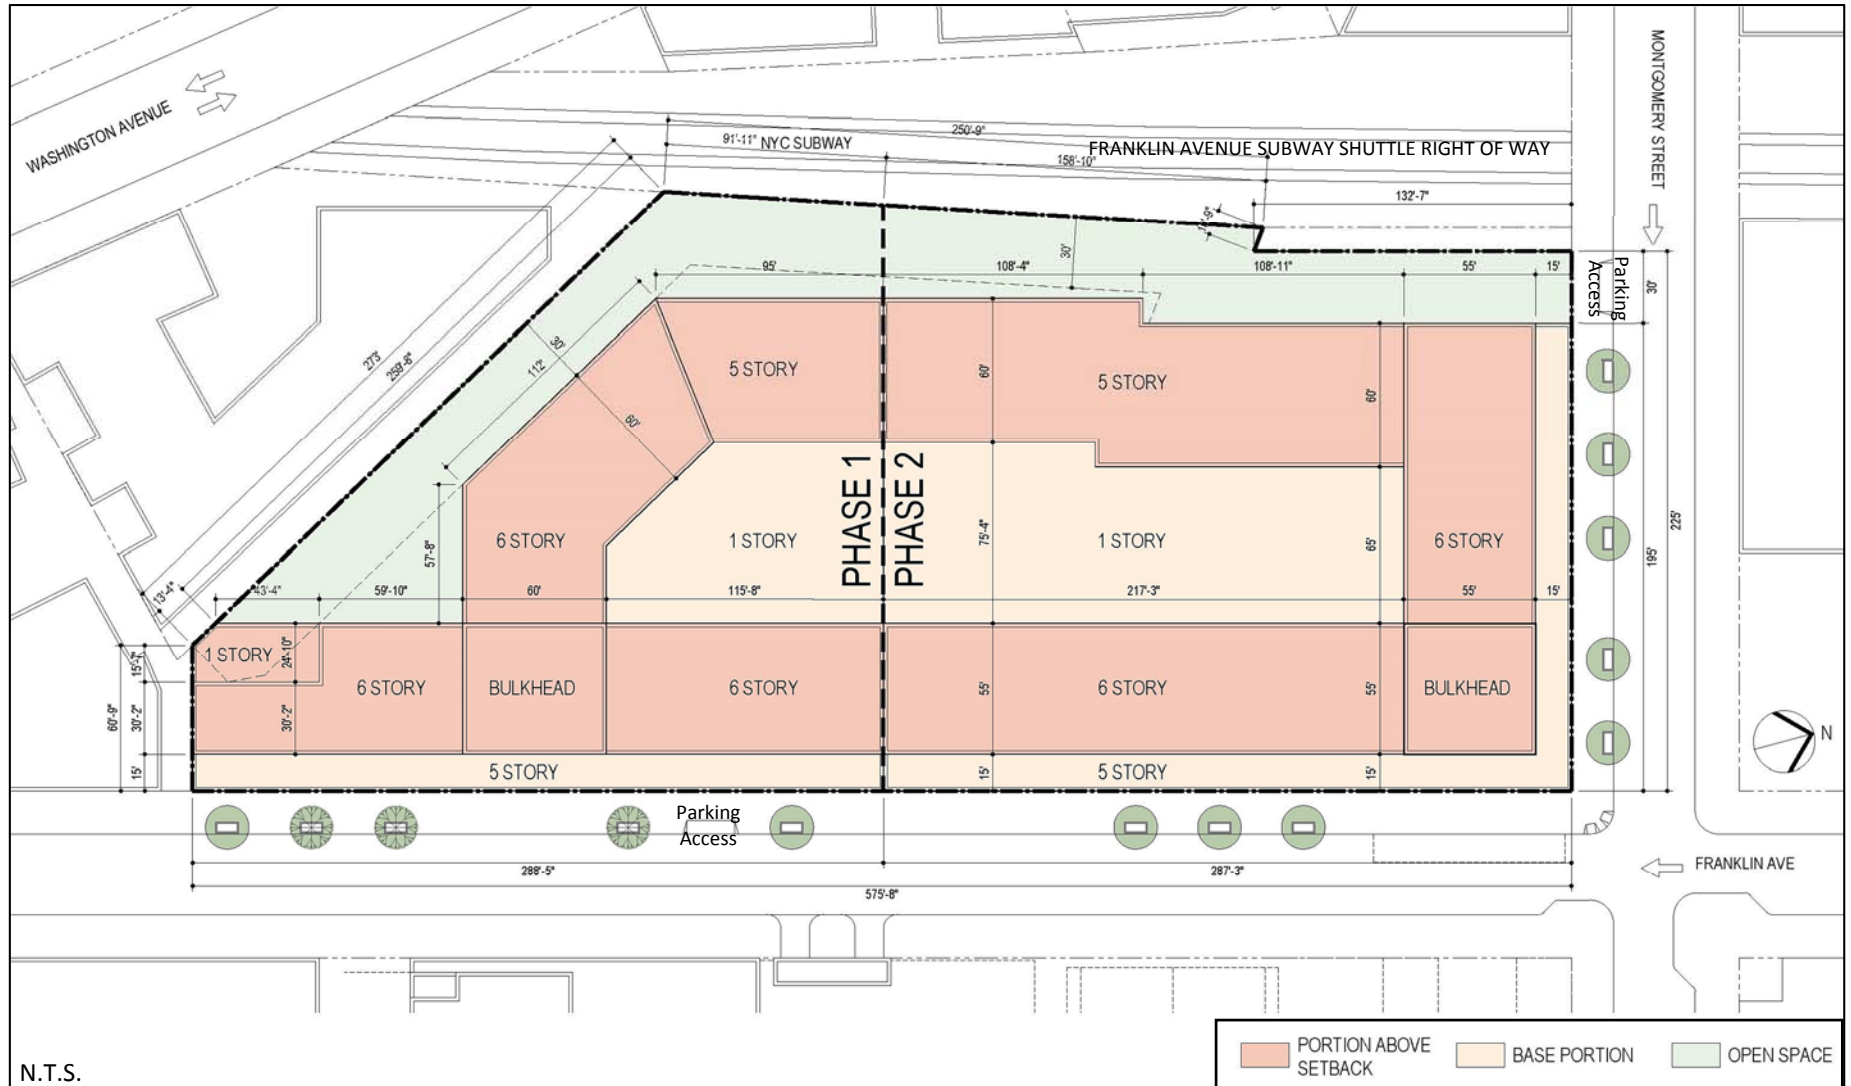 WASHINGTON AVENUE
MONTGOMERY STREET
250'-9"
91'-11"
NYC SUBWAY
FRANKLIN AVENUE SUBWAY SHUTTLE RIGHT OF WAY
158'-10"
132'-7"
30'
95'
108'-4"
108'-11"
55'
15'
Parking
Access
30'
273'
259'-8"
112'
30'
60'
5 STORY
5 STORY
60'
60'
PHASE 1
PHASE 2
57'-8"
6 STORY
1 STORY
75'-4"
1 STORY
65'
6 STORY
195'
225'
13'-4"
43'-4"
59'-10"
60'
115'-8"
217'-3"
55'
15'
15'-7"
1 STORY
24'-10"
6 STORY
BULKHEAD
6 STORY
55'
6 STORY
55'
BULKHEAD
60'-9"
30'-2"
30'-2"
15'
5 STORY
15'
5 STORY
15'
N
Parking
Access
288'-5"
287'-3"
FRANKLIN AVE
575'-8"
PORTION ABOVE
SETBACK
BASE PORTION
OPEN SPACE
N.T.S.